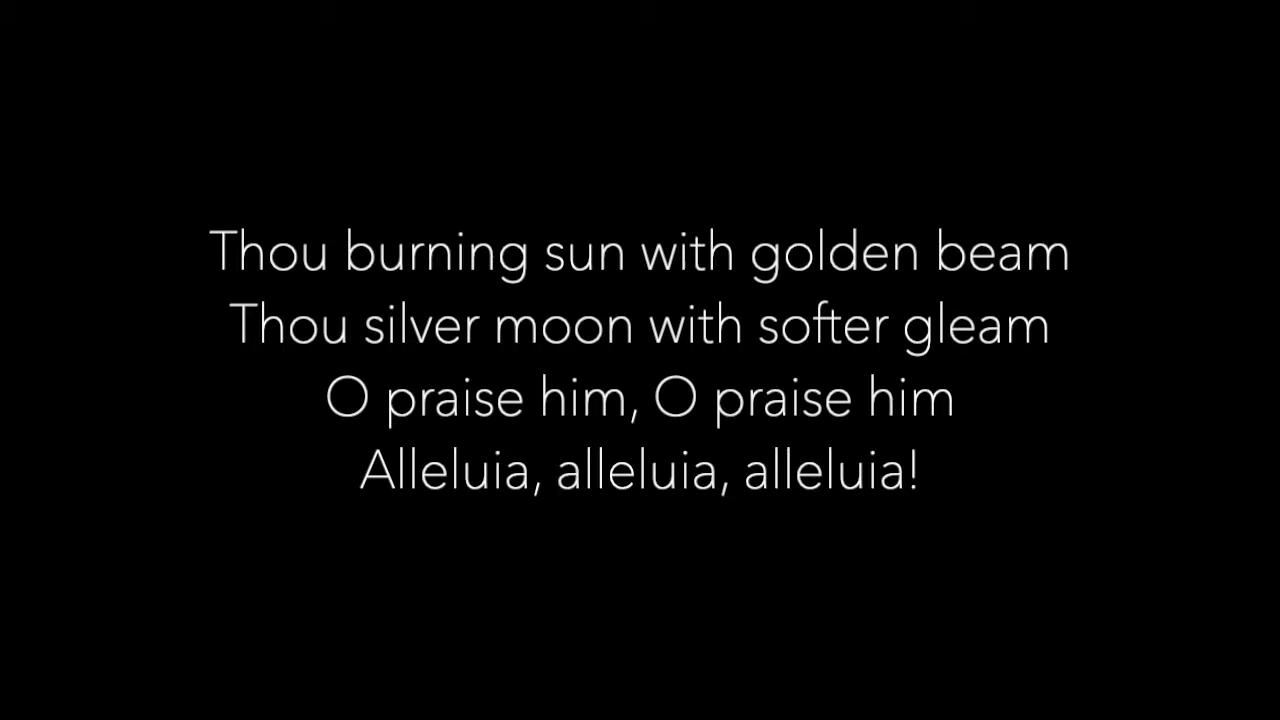 Thou burning sun with golden beam
Thou silver moon with softer gleam
O praise him, O praise him
Alleluia, alleluia, alleluia!